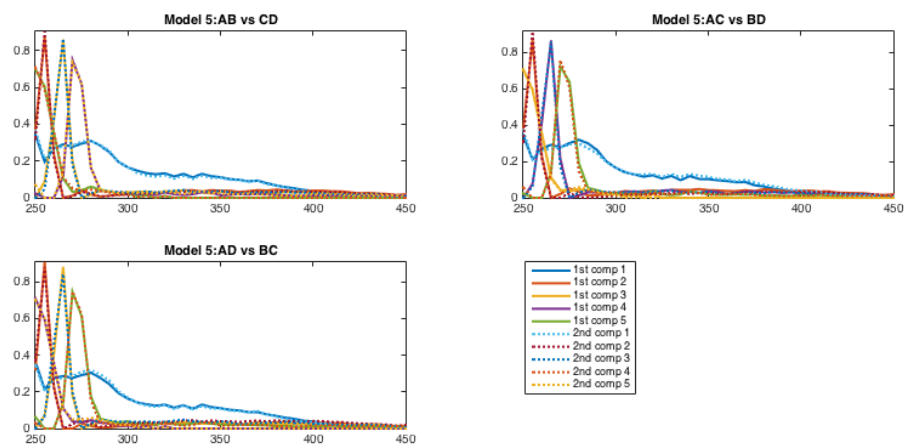 Model 5:AB vs CD
0.8
0.6
0.4
0.2
0
250
300
350
400
450
Model 5:AC vs BD
0.8
0.6
0.4
0.2
0
250
300
350
400
450
Model 5:AD vs BC
0.8
0.6
0.4
0.2
0
250
300
350
400
450
1st comp 1
1st comp 2
1st comp 3
1st comp 4
1st comp 5
2nd comp 1
2nd comp 2
2nd comp 3
2nd comp 4
2nd comp 5